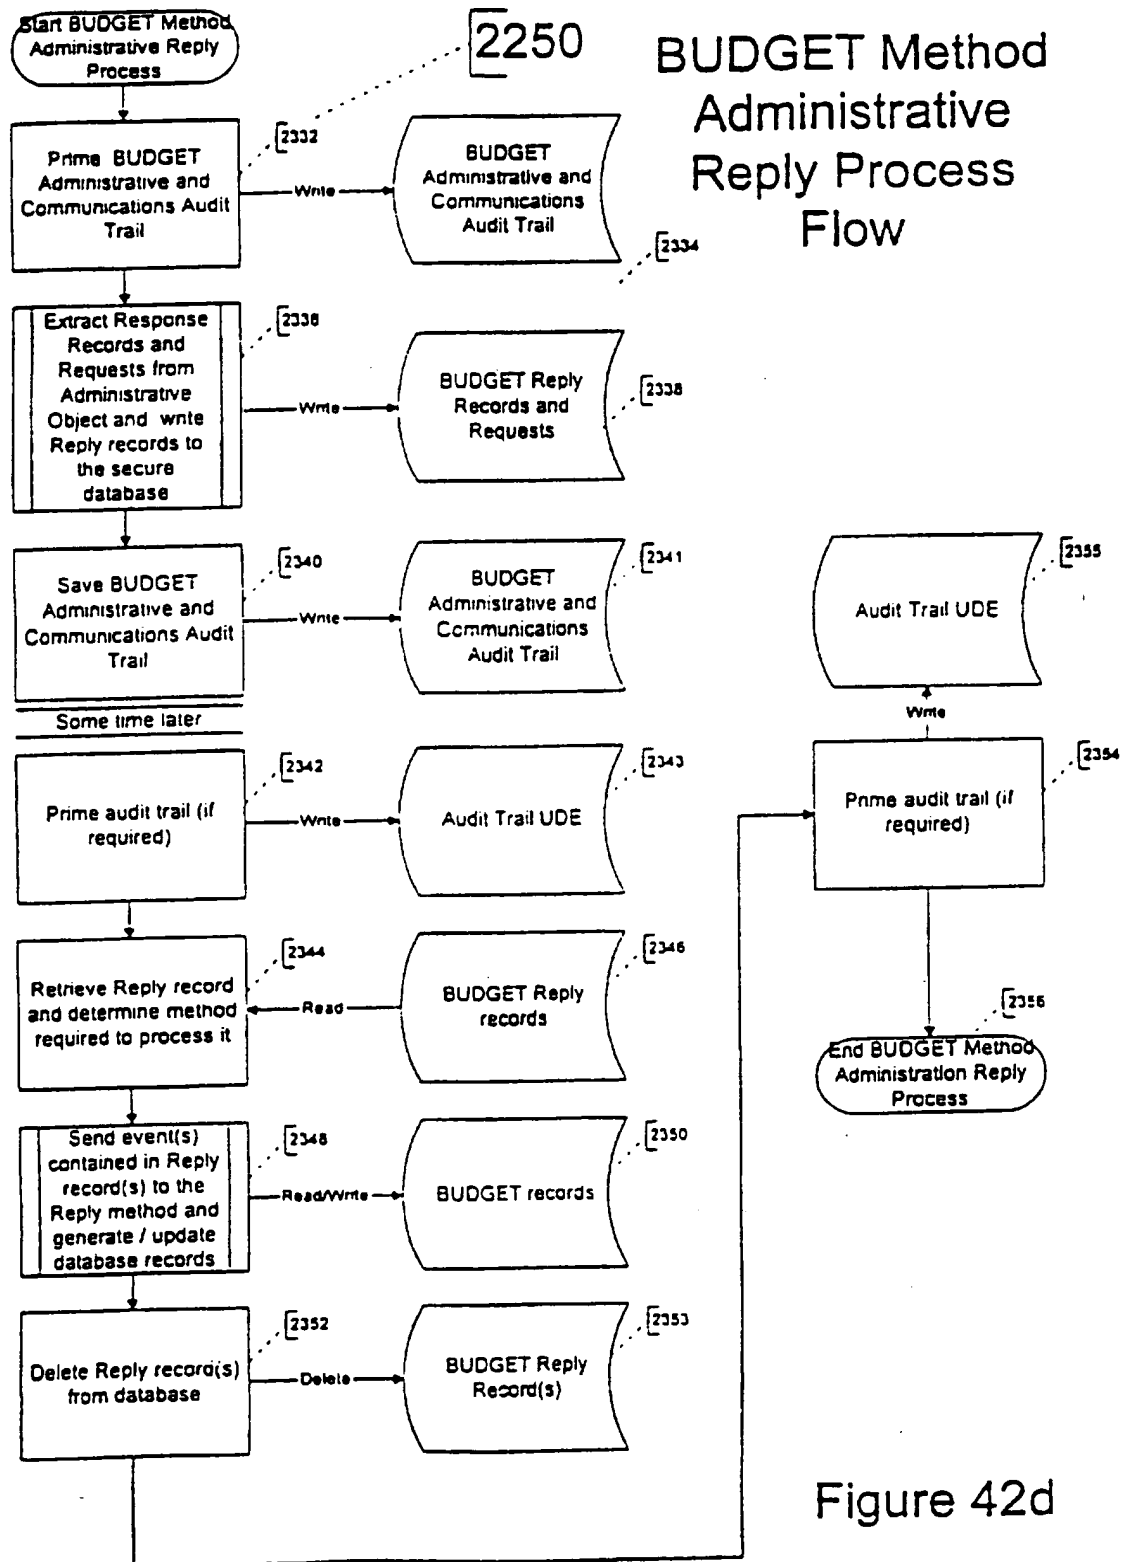 Start BUDGET Method
Administrative Reply
Process
2250
BUDGET Method
Administrative
Reply Process
Flow
Prime BUDGET
Administrative and
Communications Audit
Trail
2332
Write
BUDGET
Administrative and
Communications
Audit Trail
2334
Extract Response
Records and
Requests from
Administrative
Object and write
Reply records to
the secure
database
2336
Write
BUDGET Reply
Records and
Requests
2338
Save BUDGET
Administrative and
Communications Audit
Trail
2340
Write
BUDGET
Administrative and
Communications
Audit Trail
2341
Some time later
Prime audit trail (if
required)
2342
Write
Audit Trail UDE
2343
Retrieve Reply record
and determine method
required to process it
2344
Read
BUDGET Reply
records
2346
Send event(s)
contained in Reply
record(s) to the
Reply method and
generate / update
database records
2348
Read/Write
BUDGET records
2350
Delete Reply record(s)
from database
2352
Delete
BUDGET Reply
Record(s)
2353
Audit Trail UDE
2355
Write
Prime audit trail (if
required)
2354
End BUDGET Method
Administration Reply
Process
2356
Figure 42d